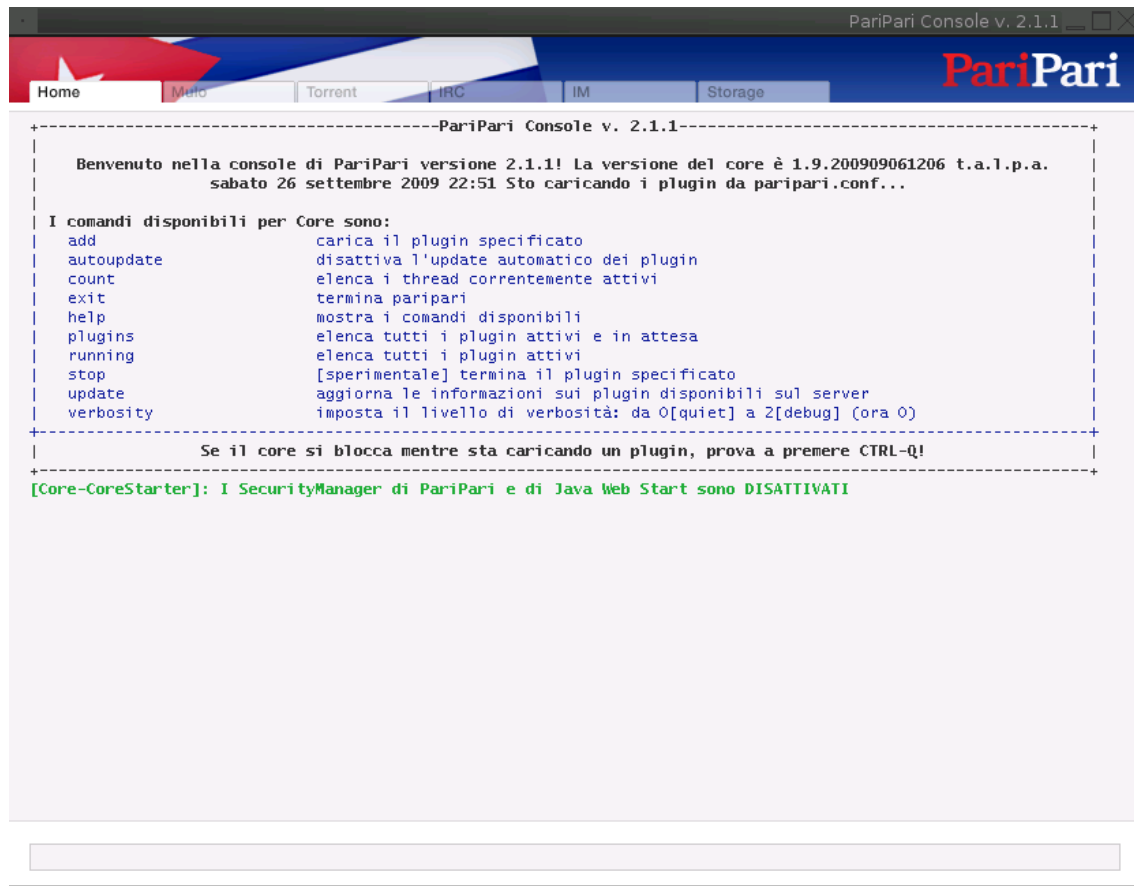 PariPari Console v. 2.1.1
PariPari
Home Mulo Torrent IRC IM Storage
+------------------------------------------PariPari Console v. 2.1.1-------------------------------------------+
Benvenuto nella console di PariPari versione 2.1.1! La versione del core è 1.9.200909061206 t.a.l.p.a.
sabato 26 settembre 2009 22:51 Sto caricando i plugin da paripari.conf...
| I comandi disponibili per Core sono: |
| add carica il plugin specificato |
| autoupdate disattiva l'update automatico dei plugin |
| count elenca i thread correntemente attivi |
| exit termina paripari |
| help mostra i comandi disponibili |
| plugins elenca tutti i plugin attivi e in attesa |
| running elenca tutti i plugin attivi |
| stop [sperimentale] termina il plugin specificato |
| update aggiorna le informazioni sui plugin disponibili sul server |
| verbosity imposta il livello di verbosità: da 0[quiet] a 2[debug] (ora 0) |
| Se il core si blocca mentre sta caricando un plugin, prova a premere CTRL-Q! |
[Core-CoreStarter]: I SecurityManager di PariPari e di Java Web Start sono DISATTIVATI